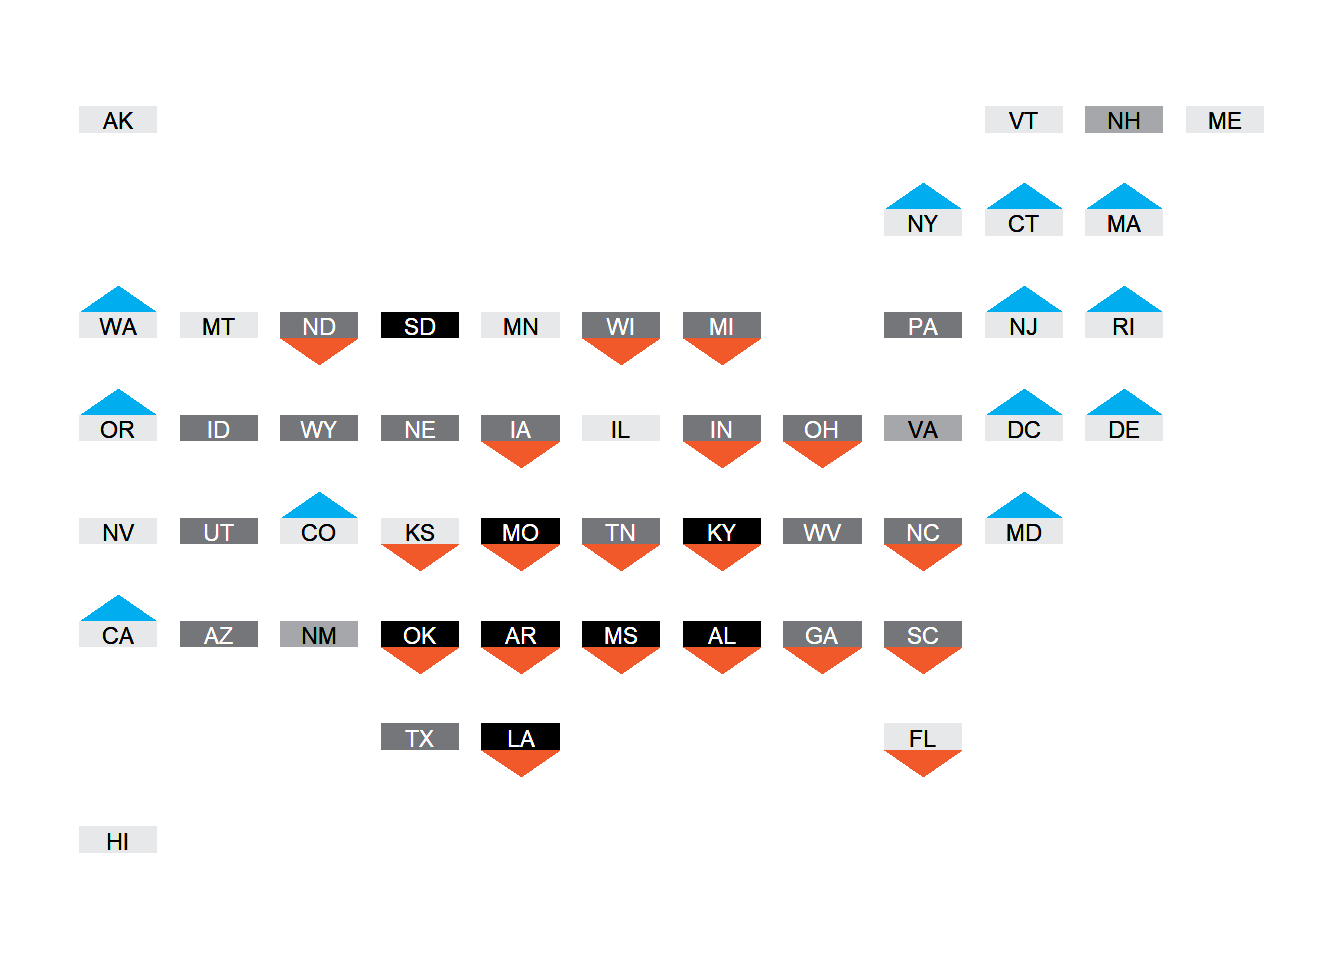 AK VT NH ME
NY CT MA
WA MT ND SD MN WI MI PA NJ RI
OR ID WY NE IA IL IN OH VA DC DE
NV UT CO KS MO TN KY WV NC MD
CA AZ NM OK AR MS AL GA SC
TX LA FL
HI